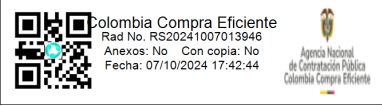 Colombia Compra Eficiente
Rad No. RS20241007013946
Anexos: No Con copia: No
Fecha: 07/10/2024 17:42:44
Agencia Nacional
de Contratación Pública
Colombia Compra Eficiente